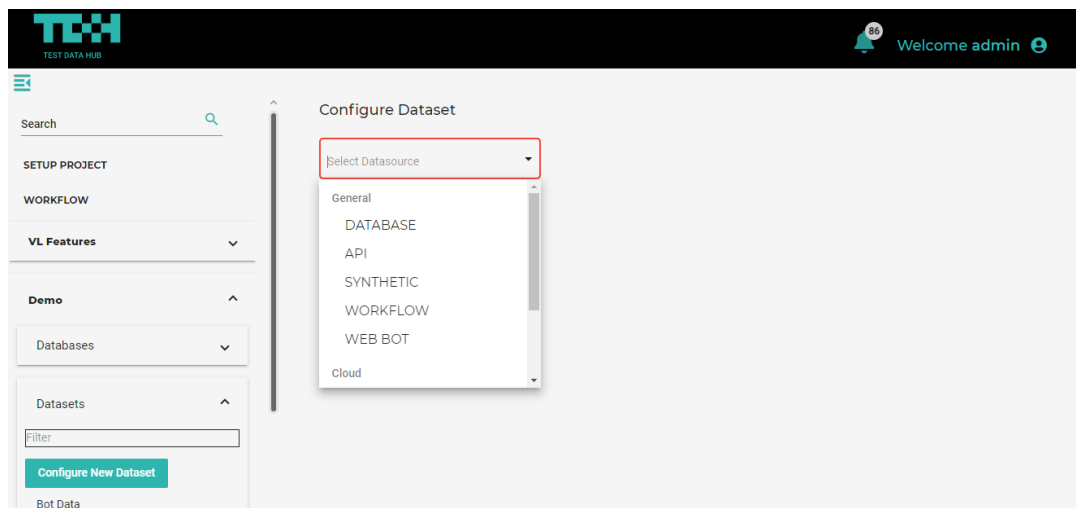 TDH
TEST DATA HUB
86
Welcome admin
Search
SETUP PROJECT
WORKFLOW
VL Features
Demo
Databases
Datasets
Filter
Configure New Dataset
Bot Data
Configure Dataset
Select Datasource
General
DATABASE
API
SYNTHETIC
WORKFLOW
WEB BOT
Cloud